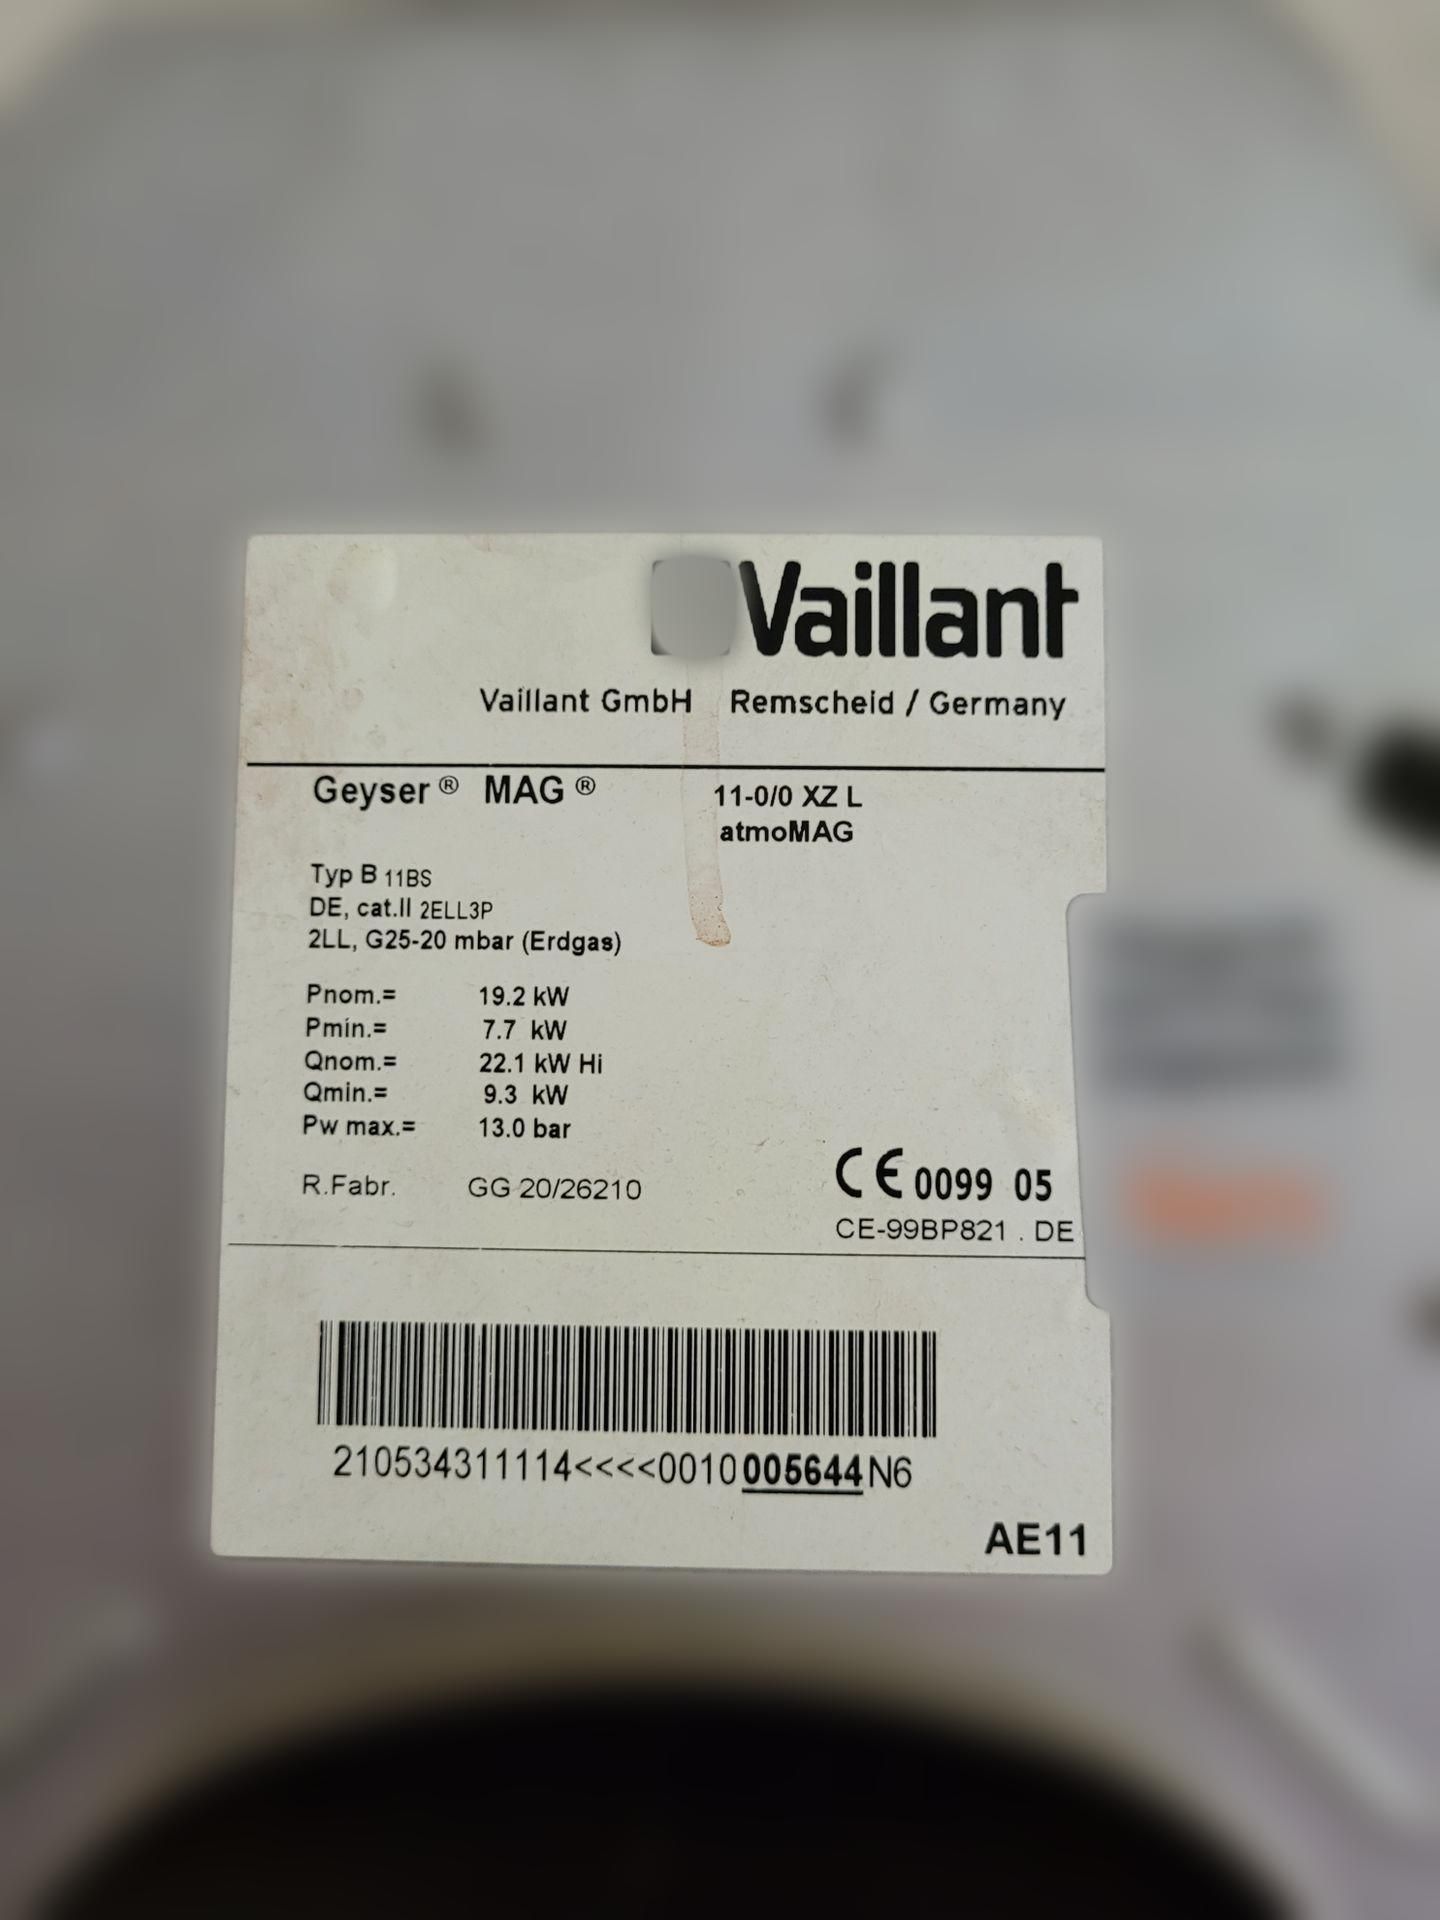 Vaillant
Vaillant GmbH Remscheid / Germany
Geyser® MAG® 11-0/0 XZ L
atmoMAG
Typ B 11BS
DE, cat.II 2ELL3P
2LL, G25-20 mbar (Erdgas)
Pnom.= 19.2 kW
Pmin.= 7.7 kW
Qnom.= 22.1 kW Hi
Qmin.= 9.3 kW
Pw max.= 13.0 bar
R.Fabr. GG 20/26210
CE 0099 05
CE-99BP821 . DE
210534311114<<<<0010005644N6
AE11